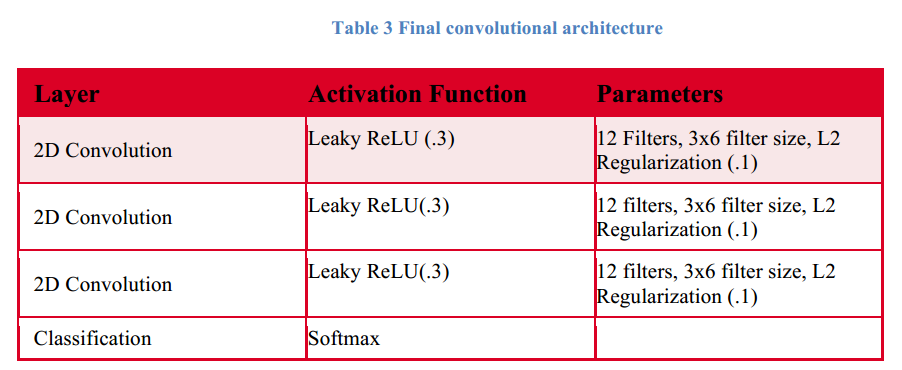 Table 3 Final convolutional architecture
Layer Activation Function Parameters
2D Convolution Leaky ReLU (.3) 12 Filters, 3x6 filter size, L2
Regularization (.1)
2D Convolution Leaky ReLU(.3) 12 filters, 3x6 filter size, L2
Regularization (.1)
2D Convolution Leaky ReLU(.3) 12 filters, 3x6 filter size, L2
Regularization (.1)
Classification Softmax